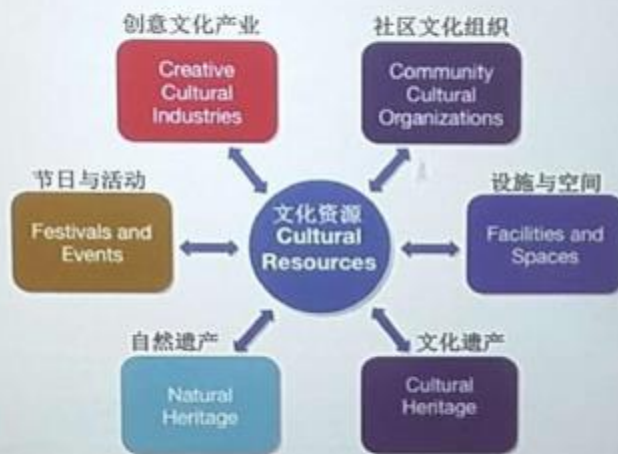 创意文化产业
Creative
Cultural
Industries
社区文化组织
Community
Cultural
Organizations
节日与活动
Festivals and
Events
文化资源
Cultural
Resources
设施与空间
Facilities and
Spaces
自然遗产
Natural
Heritage
文化遗产
Cultural
Heritage